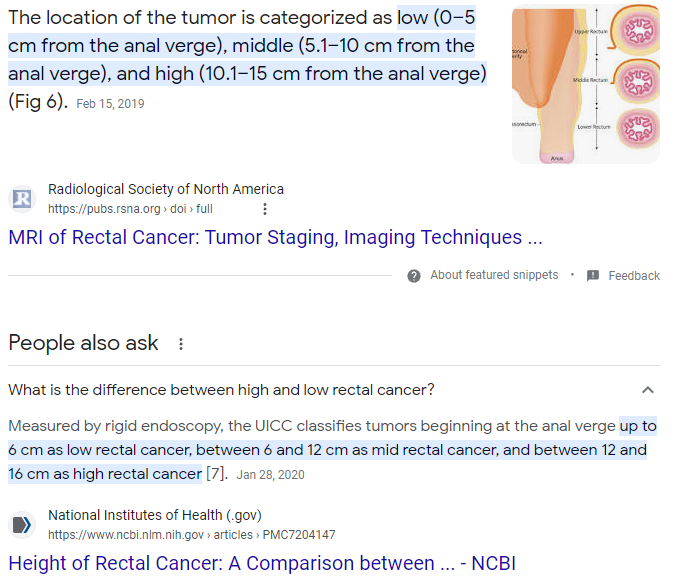 The location of the tumor is categorized as low (0–5
cm from the anal verge), middle (5.1–10 cm from the
anal verge), and high (10.1–15 cm from the anal verge)
(Fig 6). Feb 15, 2019
Upper Rectum
Middle Rectum
Lower Rectum
Anus
Radiological Society of North America
https://pubs.rsna.org › doi › full
MRI of Rectal Cancer: Tumor Staging, Imaging Techniques ...
About featured snippets • Feedback
People also ask
What is the difference between high and low rectal cancer?
Measured by rigid endoscopy, the UICC classifies tumors beginning at the anal verge up to
6 cm as low rectal cancer, between 6 and 12 cm as mid rectal cancer, and between 12 and
16 cm as high rectal cancer [7]. Jan 28, 2020
National Institutes of Health (.gov)
https://www.ncbi.nlm.nih.gov › articles › PMC7204147
Height of Rectal Cancer: A Comparison between ... - NCBI